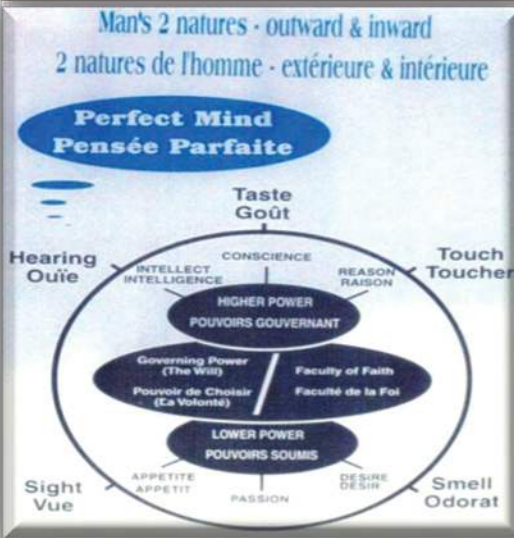 Man's 2 natures - outward & inward
2 natures de l'homme - extérieure & intérieure
Perfect Mind
Pensée Parfaite
Taste
Goût
Hearing
Ouïe
Touch
Toucher
CONSCIENCE
INTELLECT
INTELLIGENCE
REASON
RAISON
HIGHER POWER
POUVOIRS GOUVERNANT
Governing Power
(The Will)
Pouvoir de Choisir
(La Volonté)
Faculty of Faith
Faculté de la Foi
LOWER POWER
POUVOIRS SOUMIS
APPETITE
APPETIT
PASSION
DESIRE
DESIR
Sight
Vue
Smell
Odorat